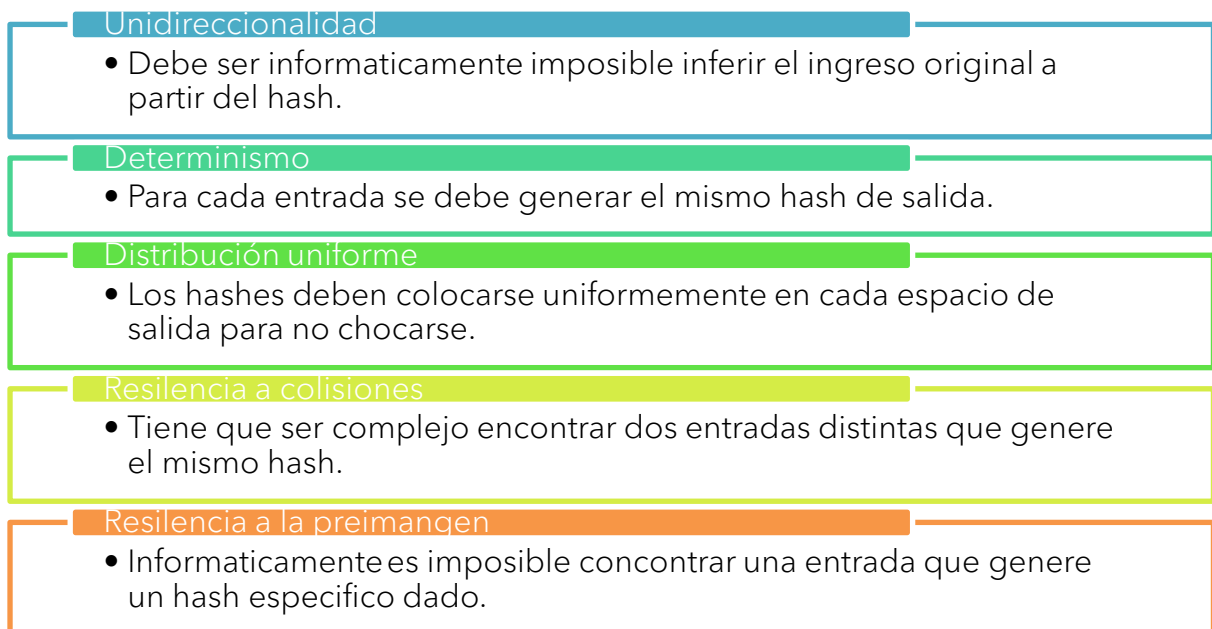 Unidireccionalidad
• Debe ser informaticamente imposible inferir el ingreso original a
partir del hash.
Determinismo
• Para cada entrada se debe generar el mismo hash de salida.
Distribución uniforme
• Los hashes deben colocarse uniformemente en cada espacio de
salida para no chocarse.
Resilencia a colisiones
• Tiene que ser complejo encontrar dos entradas distintas que genere
el mismo hash.
Resilencia a la preimangen
• Informaticamente es imposible concontrar una entrada que genere
un hash especifico dado.